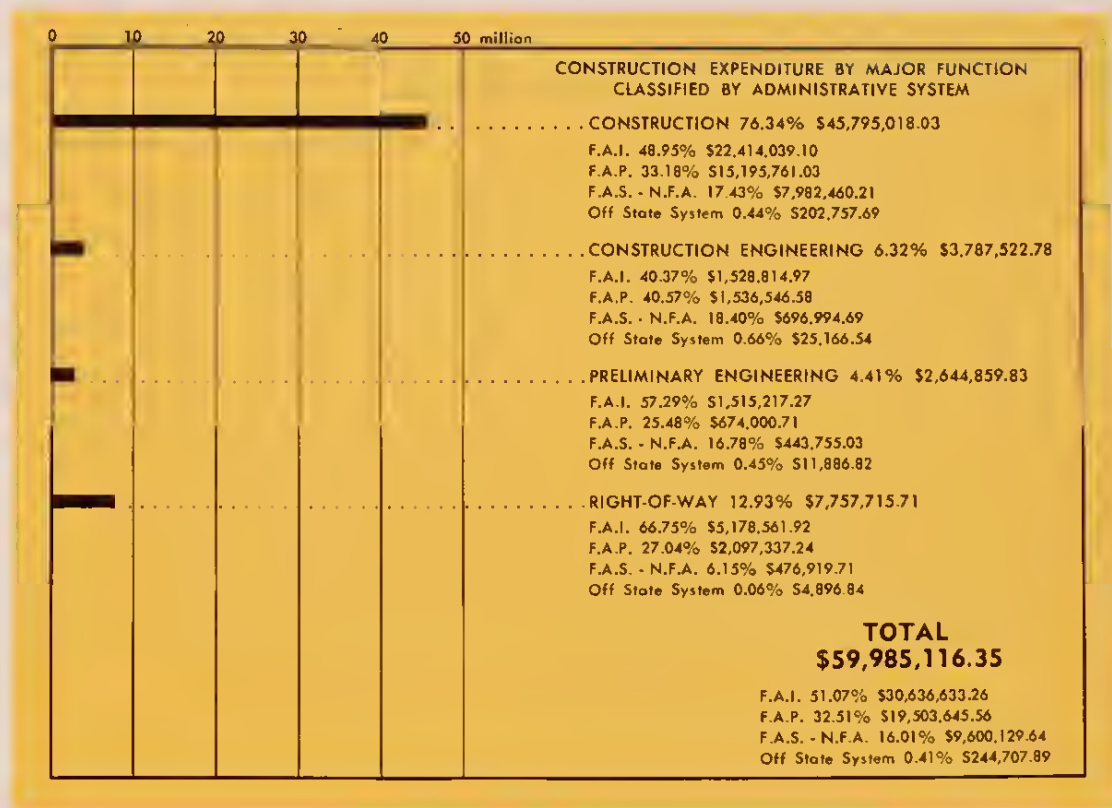 0 10 20 30 40 50 million
CONSTRUCTION EXPENDITURE BY MAJOR FUNCTION
CLASSIFIED BY ADMINISTRATIVE SYSTEM
CONSTRUCTION 76.34% $45,795,018.03
F.A.I. 48.95% $22,414,039.10
F.A.P. 33.18% $15,195,761.03
F.A.S. - N.F.A. 17.43% $7,982,460.21
Off State System 0.44% $202,757.69
CONSTRUCTION ENGINEERING 6.32% $3,787,522.78
F.A.I. 40.37% $1,528,814.97
F.A.P. 40.57% $1,536,546.58
F.A.S. - N.F.A. 18.40% $696,994.69
Off State System 0.66% $25,166.54
PRELIMINARY ENGINEERING 4.41% $2,644,859.83
F.A.I. 57.29% $1,515,217.27
F.A.P. 25.48% $674,000.71
F.A.S. - N.F.A. 16.78% $443,755.03
Off State System 0.45% $11,886.82
RIGHT-OF-WAY 12.93% $7,757,715.71
F.A.I. 66.75% $5,178,561.92
F.A.P. 27.04% $2,097,337.24
F.A.S. - N.F.A. 6.15% $476,919.71
Off State System 0.06% $4,896.84
TOTAL
$59,985,116.35
F.A.I. 51.07% $30,636,633.26
F.A.P. 32.51% $19,503,645.56
F.A.S. - N.F.A. 16.01% $9,600,129.64
Off State System 0.41% $244,707.89